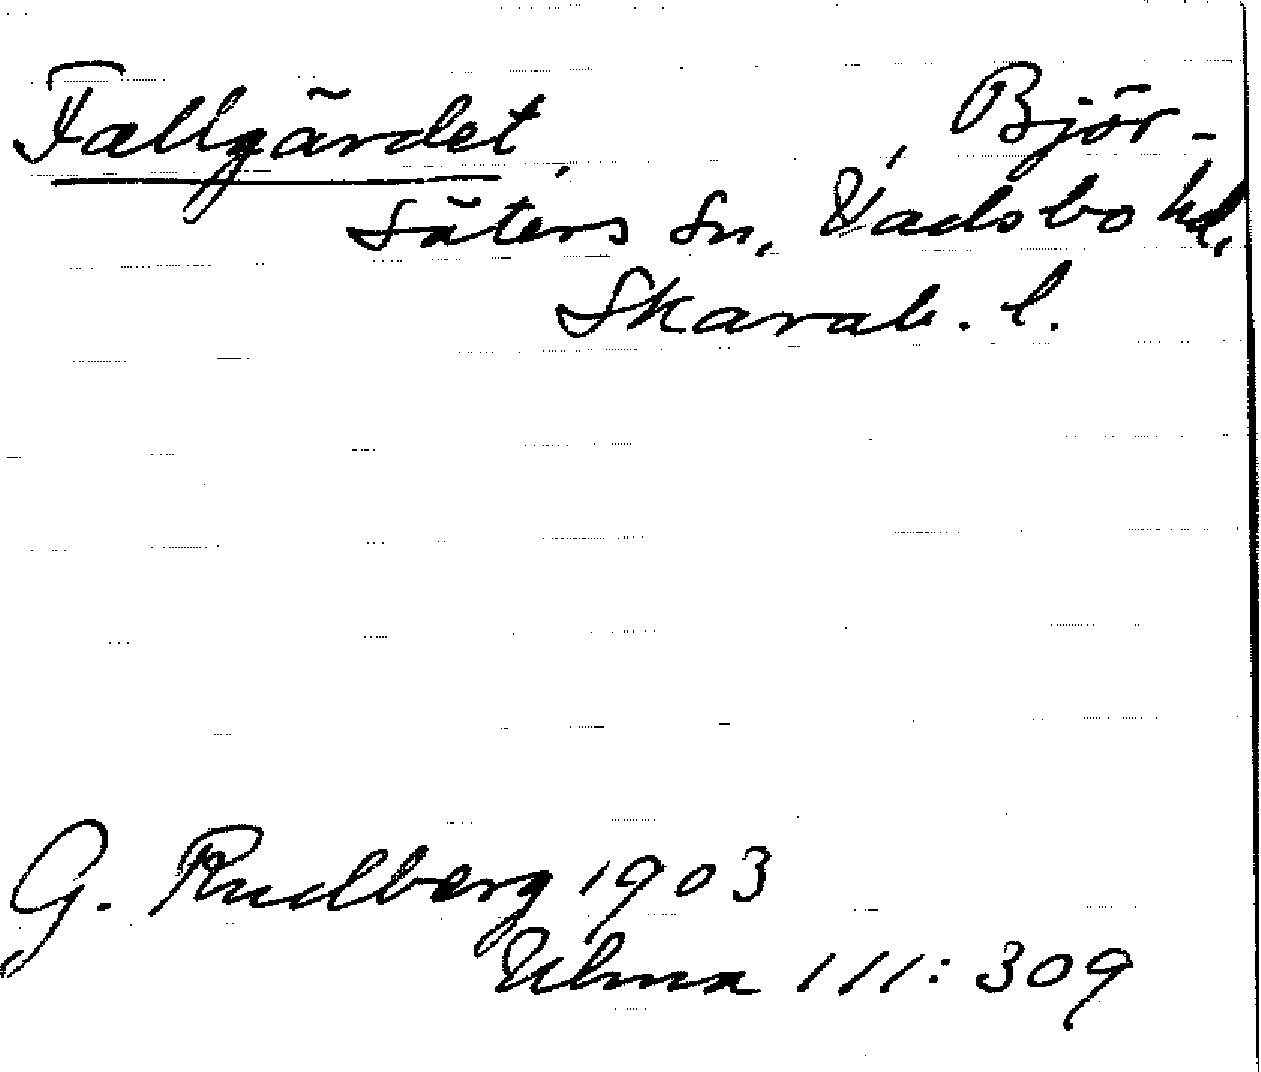 Fallgärdet, Björ-
säters sn, Vadsbo hd,
Skarab. l.
G. Rudberg 1903
Ulma 111:309